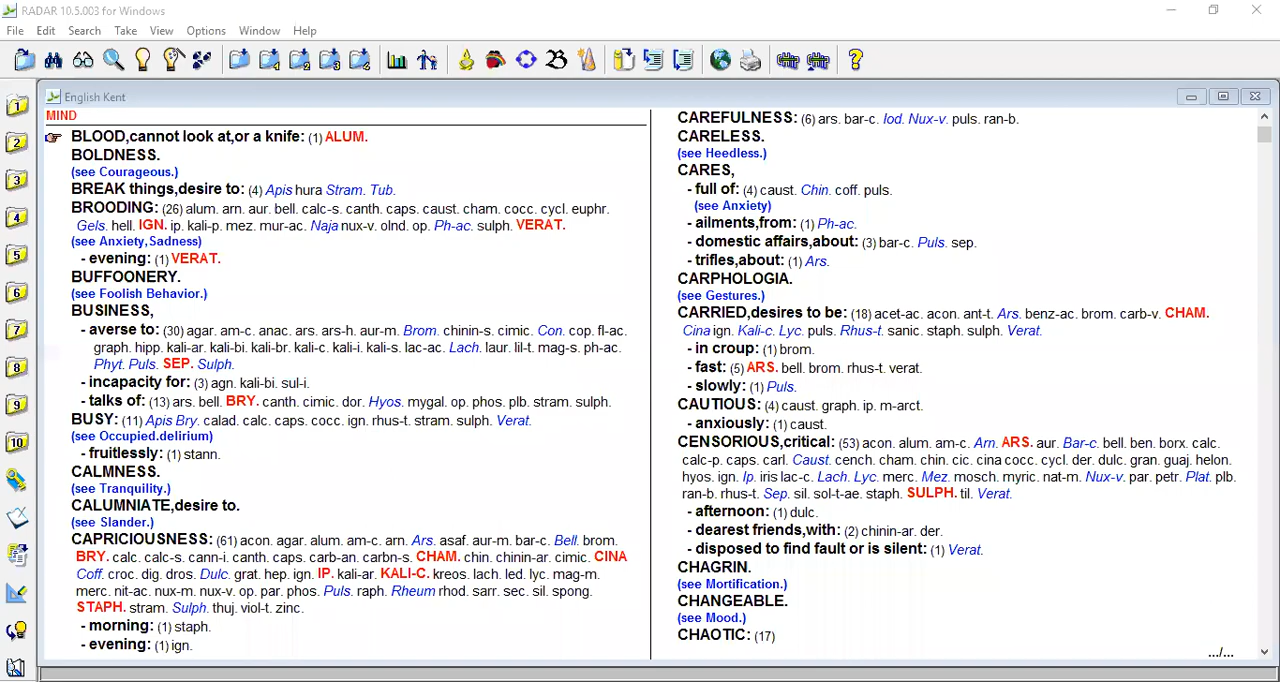 RADAR 10.5.003 for Windows
File Edit Search Take View Options Window Help
English Kent
MIND
BLOOD,cannot look at,or a knife: (1) ALUM.
BOLDNESS.
(see Courageous.)
BREAK things,desire to: (4) Apis hura Stram. Tub.
BROODING: (26) alum. arn. aur. bell. calc-s. canth. caps. caust. cham. cocc. cycl. euphr.
Gels. hell. IGN. ip. kali-p. mez. mur-ac. Naja nux-v. olnd. op. Ph-ac. sulph. VERAT.
(see Anxiety,Sadness)
- evening: (1) VERAT.
BUFFOONERY.
(see Foolish Behavior.)
BUSINESS,
- averse to: (30) agar. am-c. anac. ars. ars-h. aur-m. Brom. chinin-s. cimic. Con. cop. fl-ac.
graph. hipp. kali-ar. kali-bi. kali-br. kali-c. kali-i. kali-s. lac-ac. Lach. laur. lil-t. mag-s. ph-ac.
Phyt. Puls. SEP. Sulph.
- incapacity for: (3) agn. kali-bi. sul-i.
- talks of: (13) ars. bell. BRY. canth. cimic. dor. Hyos. mygal. op. phos. plb. stram. sulph.
BUSY: (11) Apis Bry. calad. calc. caps. cocc. ign. rhus-t. stram. sulph. Verat.
(see Occupied.delirium)
- fruitlessly: (1) stann.
CALMNESS.
(see Tranquility.)
CALUMNIATE,desire to.
(see Slander.)
CAPRICIOUSNESS: (61) acon. agar. alum. am-c. arn. Ars. asaf. aur-m. bar-c. Bell. brom.
BRY. calc. calc-s. cann-i. canth. caps. carb-an. carbn-s. CHAM. chin. chinin-ar. cimic. CINA
Coff. croc. dig. dros. Dulc. grat. hep. ign. IP. kali-ar. KALI-C. kreos. lach. led. lyc. mag-m.
merc. nit-ac. nux-m. nux-v. op. par. phos. Puls. raph. Rheum rhod. sarr. sec. sil. spong.
STAPH. stram. Sulph. thuj. viol-t. zinc.
- morning: (1) staph.
- evening: (1) ign.
CAREFULNESS: (6) ars. bar-c. Iod. Nux-v. puls. ran-b.
CARELESS.
(see Heedless.)
CARES,
- full of: (4) caust. Chin. coff. puls.
(see Anxiety)
- ailments,from: (1) Ph-ac.
- domestic affairs,about: (3) bar-c. Puls. sep.
- trifles,about: (1) Ars.
CARPHOLOGIA.
(see Gestures.)
CARRIED,desires to be: (18) acet-ac. acon. ant-t. Ars. benz-ac. brom. carb-v. CHAM.
Cina ign. Kali-c. Lyc. puls. Rhus-t. sanic. staph. sulph. Verat.
- in croup: (1) brom.
- fast: (5) ARS. bell. brom. rhus-t. verat.
- slowly: (1) Puls.
CAUTIOUS: (4) caust. graph. ip. m-arct.
- anxiously: (1) caust.
CENSORIOUS,critical: (53) acon. alum. am-c. Arn. ARS. aur. Bar-c. bell. ben. borx. calc.
calc-p. caps. carl. Caust. cench. cham. chin. cic. cina cocc. cycl. der. dulc. gran. guaj. helon.
hyos. ign. Ip. iris lac-c. Lach. Lyc. merc. Mez. mosch. myric. nat-m. Nux-v. par. petr. Plat. plb.
ran-b. rhus-t. Sep. sil. sol-t-ae. staph. SULPH. til. Verat.
- afternoon: (1) dulc.
- dearest friends,with: (2) chinin-ar. der.
- disposed to find fault or is silent: (1) Verat.
CHAGRIN.
(see Mortification.)
CHANGEABLE.
(see Mood.)
CHAOTIC: (17)
.../...
1
2
3
4
5
6
7
8
9
10